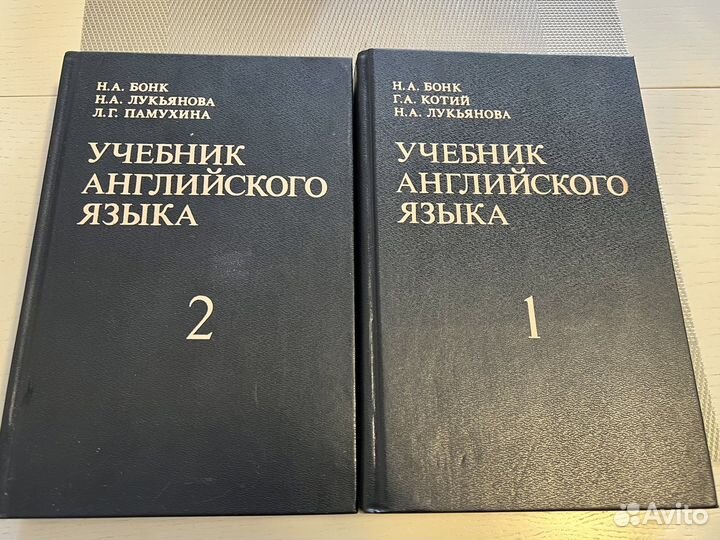 Н.А. БОНК
Н.А. ЛУКЬЯНОВА
Л.Г. ПАМУХИНА
УЧЕБНИК
АНГЛИЙСКОГО
ЯЗЫКА
2
Н.А. БОНК
Г.А. КОТИЙ
Н.А. ЛУКЬЯНОВА
УЧЕБНИК
АНГЛИЙСКОГО
ЯЗЫКА
1
Avito